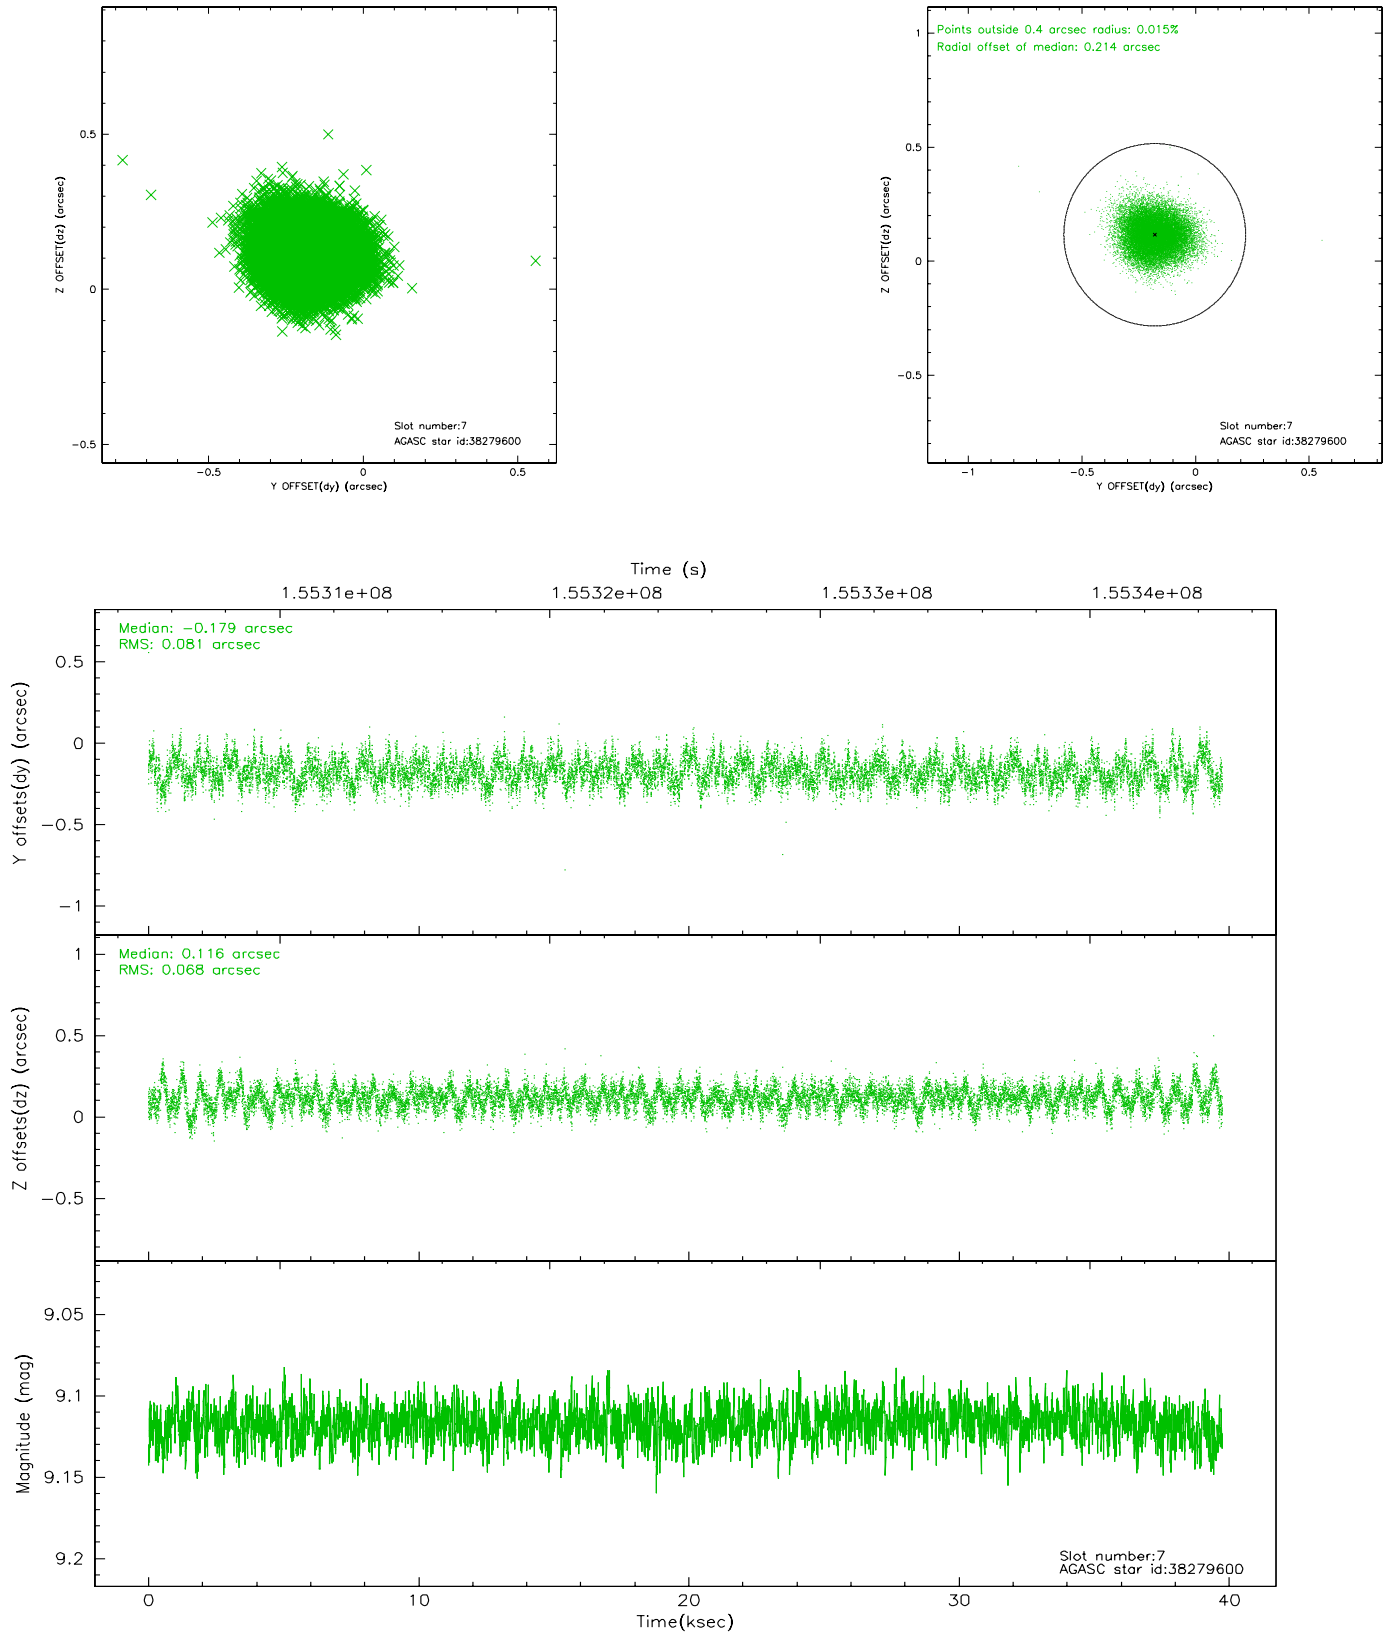 0.5
0
−0.5
Z OFFSET(dz) (arcsec)
−0.5
0
0.5
Y OFFSET(dy) (arcsec)
Slot number:7
AGASC star id:38279600
Points outside 0.4 arcsec radius: 0.015%
Radial offset of median: 0.214 arcsec
1
0.5
0
−0.5
Z OFFSET(dz) (arcsec)
−1
−0.5
0
0.5
Y OFFSET(dy) (arcsec)
Slot number:7
AGASC star id:38279600
Time (s)
1.5531e+08
1.5532e+08
1.5533e+08
1.5534e+08
Median: −0.179 arcsec
RMS: 0.081 arcsec
0.5
0
−0.5
−1
Y offsets(dy) (arcsec)
Median: 0.116 arcsec
RMS: 0.068 arcsec
1
0.5
0
−0.5
Z offsets(dz) (arcsec)
9.05
9.1
9.15
9.2
Magnitude (mag)
Slot number:7
AGASC star id:38279600
0
10
20
30
40
Time(ksec)